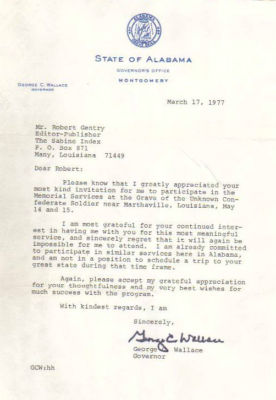 STATE OF ALABAMA
GOVERNOR'S OFFICE
MONTGOMERY
GEORGE C. WALLACE
GOVERNOR
March 17, 1977
Mr. Robert Gentry
Editor-Publisher
The Sabine Index
P. O. Box 871
Many, Louisiana 71449
Dear Robert:
Please know that I greatly appreciated your
most kind invitation for me to participate in the
Memorial Services at the Grave of the Unknown Con-
federate Soldier near Marthaville, Louisiana, May
14 and 15.
I am most grateful for your continued inter-
est in having me with you for this most meaningful
service, and sincerely regret that it will again be
impossible for me to attend. I am already committed
to participate in similar services here in Alabama,
and am not in a position to schedule a trip to your
great state during that time frame.
Again, please accept my grateful appreciation
for your thoughtfulness and my very best wishes for
much success with the program.
With kindest regards, I am
Sincerely,
George C. Wallace
George Wallace
Governor
GCW:hh